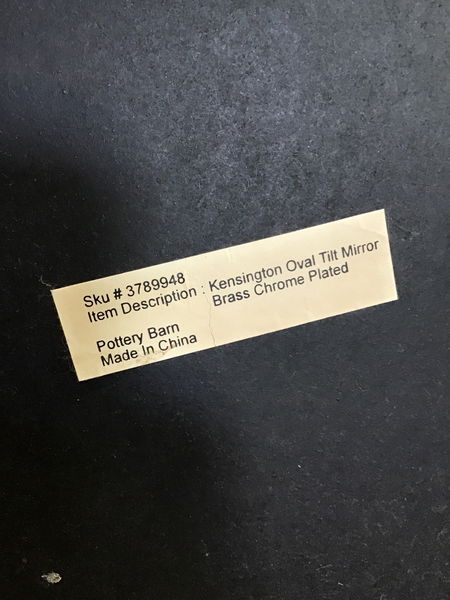 Sku # 3789948
Item Description : Kensington Oval Tilt Mirror
Brass Chrome Plated
Pottery Barn
Made In China